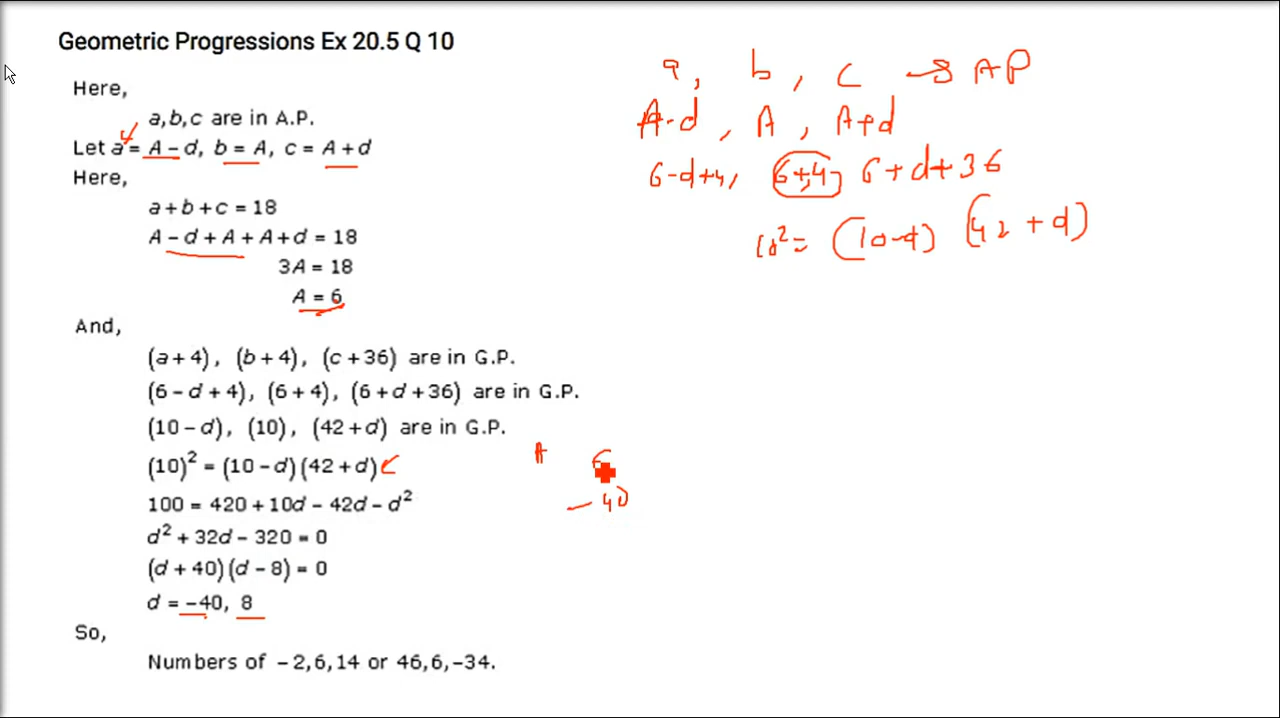 Geometric Progressions Ex 20.5 Q 10
Here,
a,b,c are in A.P.
Let a = A – d, b = A, c = A + d
Here,
a + b + c = 18
A – d + A + A + d = 18
3A = 18
A = 6
And,
(a + 4), (b + 4), (c + 36) are in G.P.
(6 – d + 4), (6 + 4), (6 + d + 36) are in G.P.
(10 – d), (10), (42 + d) are in G.P.
(10)² = (10 – d)(42 + d)
100 = 420 + 10d – 42d – d²
d² + 32d – 320 = 0
(d + 40)(d – 8) = 0
d = –40, 8
So,
Numbers of – 2,6,14 or 46,6,–34.
a, b, c → AP
A-d, A, A+d
6-d+4, 6+4, 6+d+36
10² = (10-d) (42 + d)
A 6
- 40